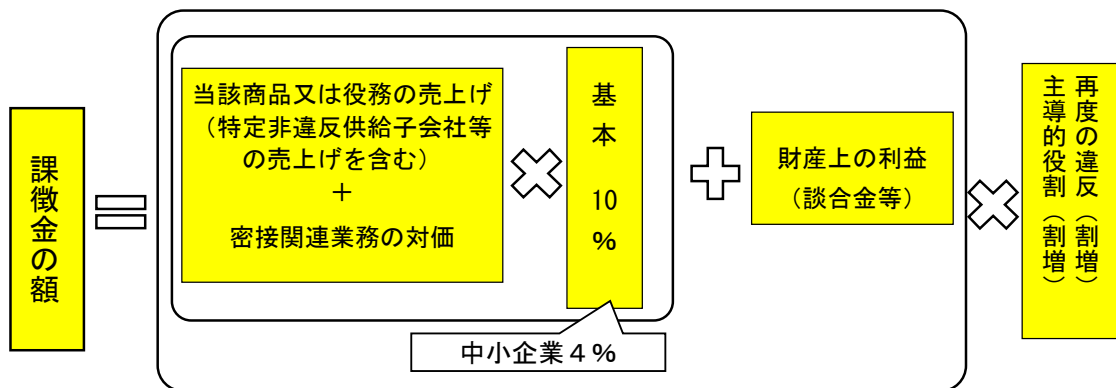 課徴金の額
当該商品又は役務の売上げ
（特定非違反供給子会社等
の売上げを含む）
＋
密接関連業務の対価
基本 10％
中小企業４％
財産上の利益
（談合金等）
再度の違反（割増）
主導的役割（割増）